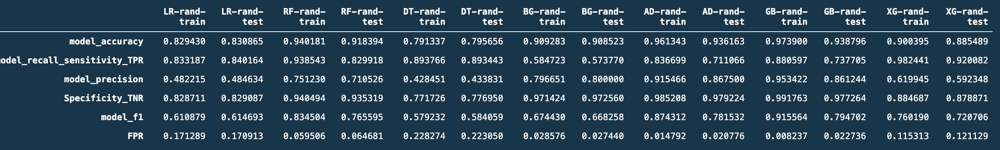 LR-rand- LR-rand- RF-rand- RF-rand- DT-rand- DT-rand- BG-rand- BG-rand- AD-rand- AD-rand- GB-rand- GB-rand- XG-rand- XG-rand-
train test train test train test train test train test train test train test
model_accuracy 0.829430 0.830865 0.940181 0.918394 0.791337 0.795656 0.909283 0.908523 0.961343 0.936163 0.973900 0.938796 0.900395 0.885489
odel_recall_sensitivity_TPR 0.833187 0.840164 0.938543 0.829918 0.893766 0.893443 0.584723 0.573770 0.836699 0.711066 0.880597 0.737705 0.982441 0.920082
model_precision 0.482215 0.484634 0.751230 0.710526 0.428451 0.433831 0.796651 0.800000 0.915466 0.867500 0.953422 0.861244 0.619945 0.592348
Specificity_TNR 0.828711 0.829087 0.940494 0.935319 0.771726 0.776950 0.971424 0.972560 0.985208 0.979224 0.991763 0.977264 0.884687 0.878871
model_f1 0.610879 0.614693 0.834504 0.765595 0.579232 0.584059 0.674430 0.668258 0.874312 0.781532 0.915564 0.794702 0.760190 0.720706
FPR 0.171289 0.170913 0.059506 0.064681 0.228274 0.223050 0.028576 0.027440 0.014792 0.020776 0.008237 0.022736 0.115313 0.121129